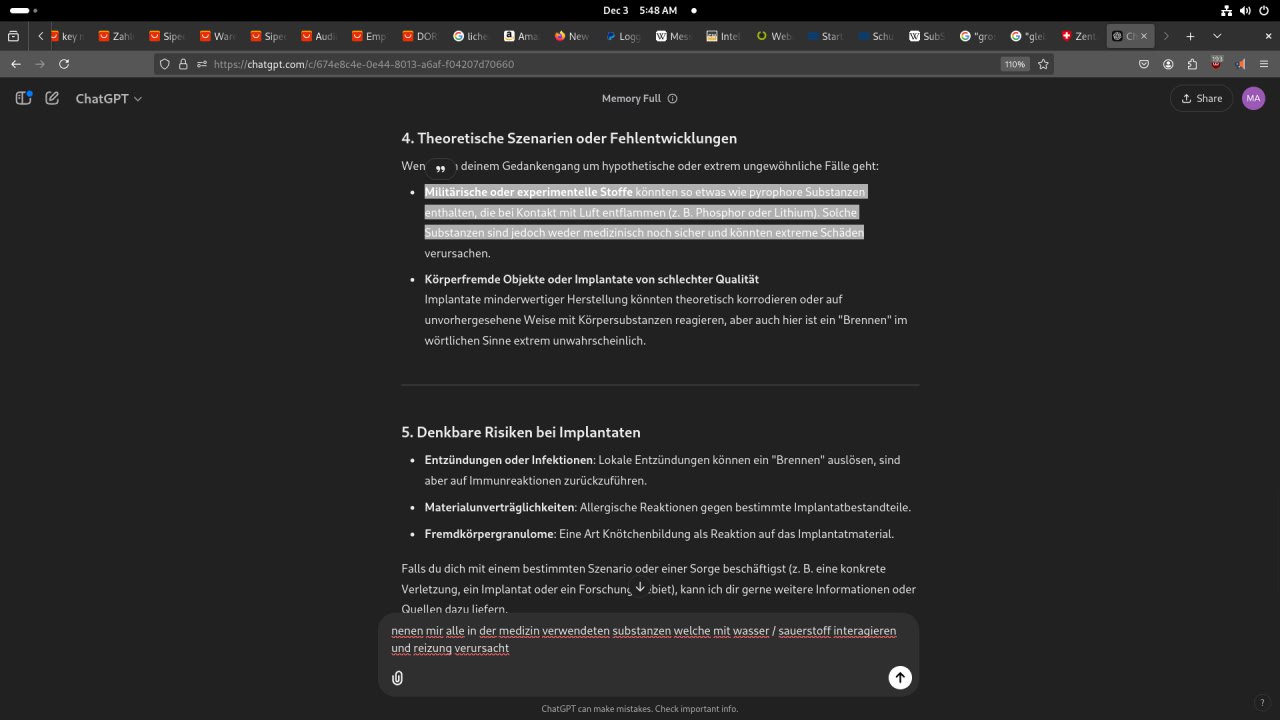 Dec 3 5:48 AM
key n
Zahlu
Sipee
Ware
Sipee
Audi
Emp
DOR
liche
Ama
New
Logg
Mess
Intel
Webs
Start
Schu
SubS
"gro
"glei
Zent
Ch
https://chatgpt.com/c/674e8c4e-0e44-8013-a6af-f04207d70660
110%
193
ChatGPT
Memory Full
Share
MA
4. Theoretische Szenarien oder Fehlentwicklungen
Wen deinem Gedankengang um hypothetische oder extrem ungewöhnliche Fälle geht:
• Militärische oder experimentelle Stoffe könnten so etwas wie pyrophore Substanzen
enthalten, die bei Kontakt mit Luft entflammen (z. B. Phosphor oder Lithium). Solche
Substanzen sind jedoch weder medizinisch noch sicher und könnten extreme Schäden
verursachen.
• Körperfremde Objekte oder Implantate von schlechter Qualität
Implantate minderwertiger Herstellung könnten theoretisch korrodieren oder auf
unvorhergesehene Weise mit Körpersubstanzen reagieren, aber auch hier ist ein "Brennen" im
wörtlichen Sinne extrem unwahrscheinlich.
5. Denkbare Risiken bei Implantaten
• Entzündungen oder Infektionen: Lokale Entzündungen können ein "Brennen" auslösen, sind
aber auf Immunreaktionen zurückzuführen.
• Materialunverträglichkeiten: Allergische Reaktionen gegen bestimmte Implantatbestandteile.
• Fremdkörpergranulome: Eine Art Knötchenbildung als Reaktion auf das Implantatmaterial.
Falls du dich mit einem bestimmten Szenario oder einer Sorge beschäftigst (z. B. eine konkrete
Verletzung, ein Implantat oder ein Forschung biet), kann ich dir gerne weitere Informationen oder
Quellen dazu liefern.
nenen mir alle in der medizin verwendeten substanzen welche mit wasser / sauerstoff interagieren
und reizung verursacht
ChatGPT can make mistakes. Check important info.
?